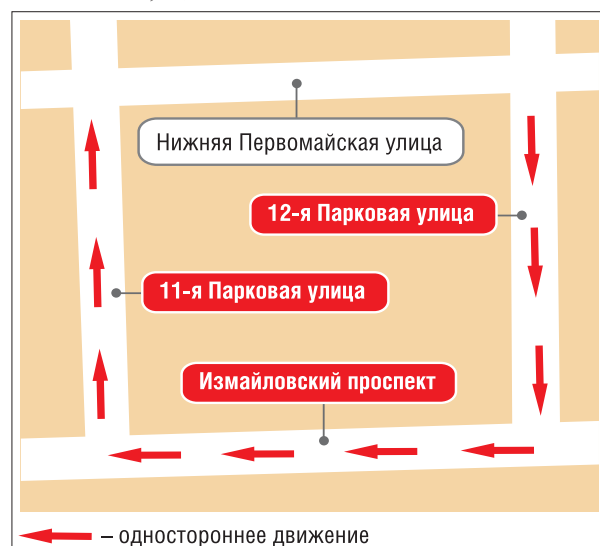 Нижняя Первомайская улица
12-я Парковая улица
11-я Парковая улица
Измайловский проспект
– одностороннее движение